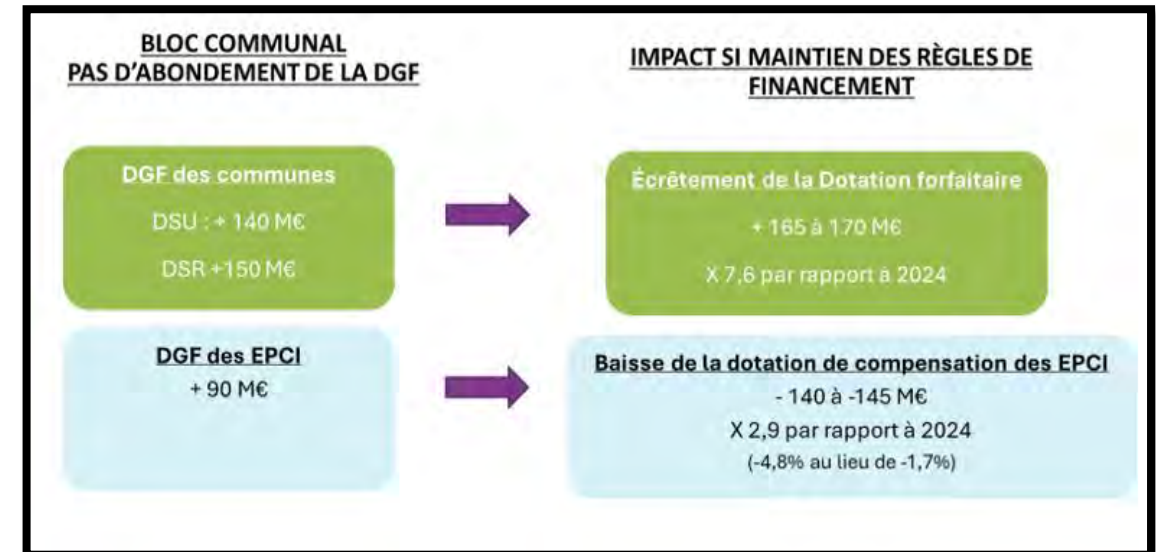 BLOC COMMUNAL
PAS D'ABONDEMENT DE LA DGF
IMPACT SI MAINTIEN DES RÈGLES DE
FINANCEMENT
DGF des communes
DSU : + 140 M€
DSR +150 M€
Écrêtement de la Dotation forfaitaire
+ 165 à 170 M€
X 7,6 par rapport à 2024
DGF des EPCI
+ 90 M€
Baisse de la dotation de compensation des EPCI
- 140 à -145 M€
X 2,9 par rapport à 2024
(-4,8% au lieu de -1,7%)